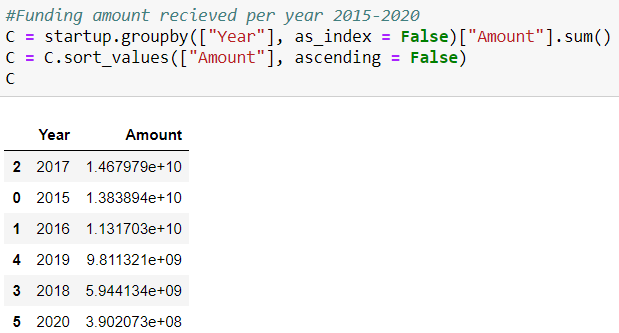 #Funding amount recieved per year 2015-2020
C = startup.groupby(["Year"], as_index = False)["Amount"].sum()
C = C.sort_values(["Amount"], ascending = False)
C
Year Amount
2 2017 1.467979e+10
0 2015 1.383894e+10
1 2016 1.131703e+10
4 2019 9.811321e+09
3 2018 5.944134e+09
5 2020 3.902073e+08